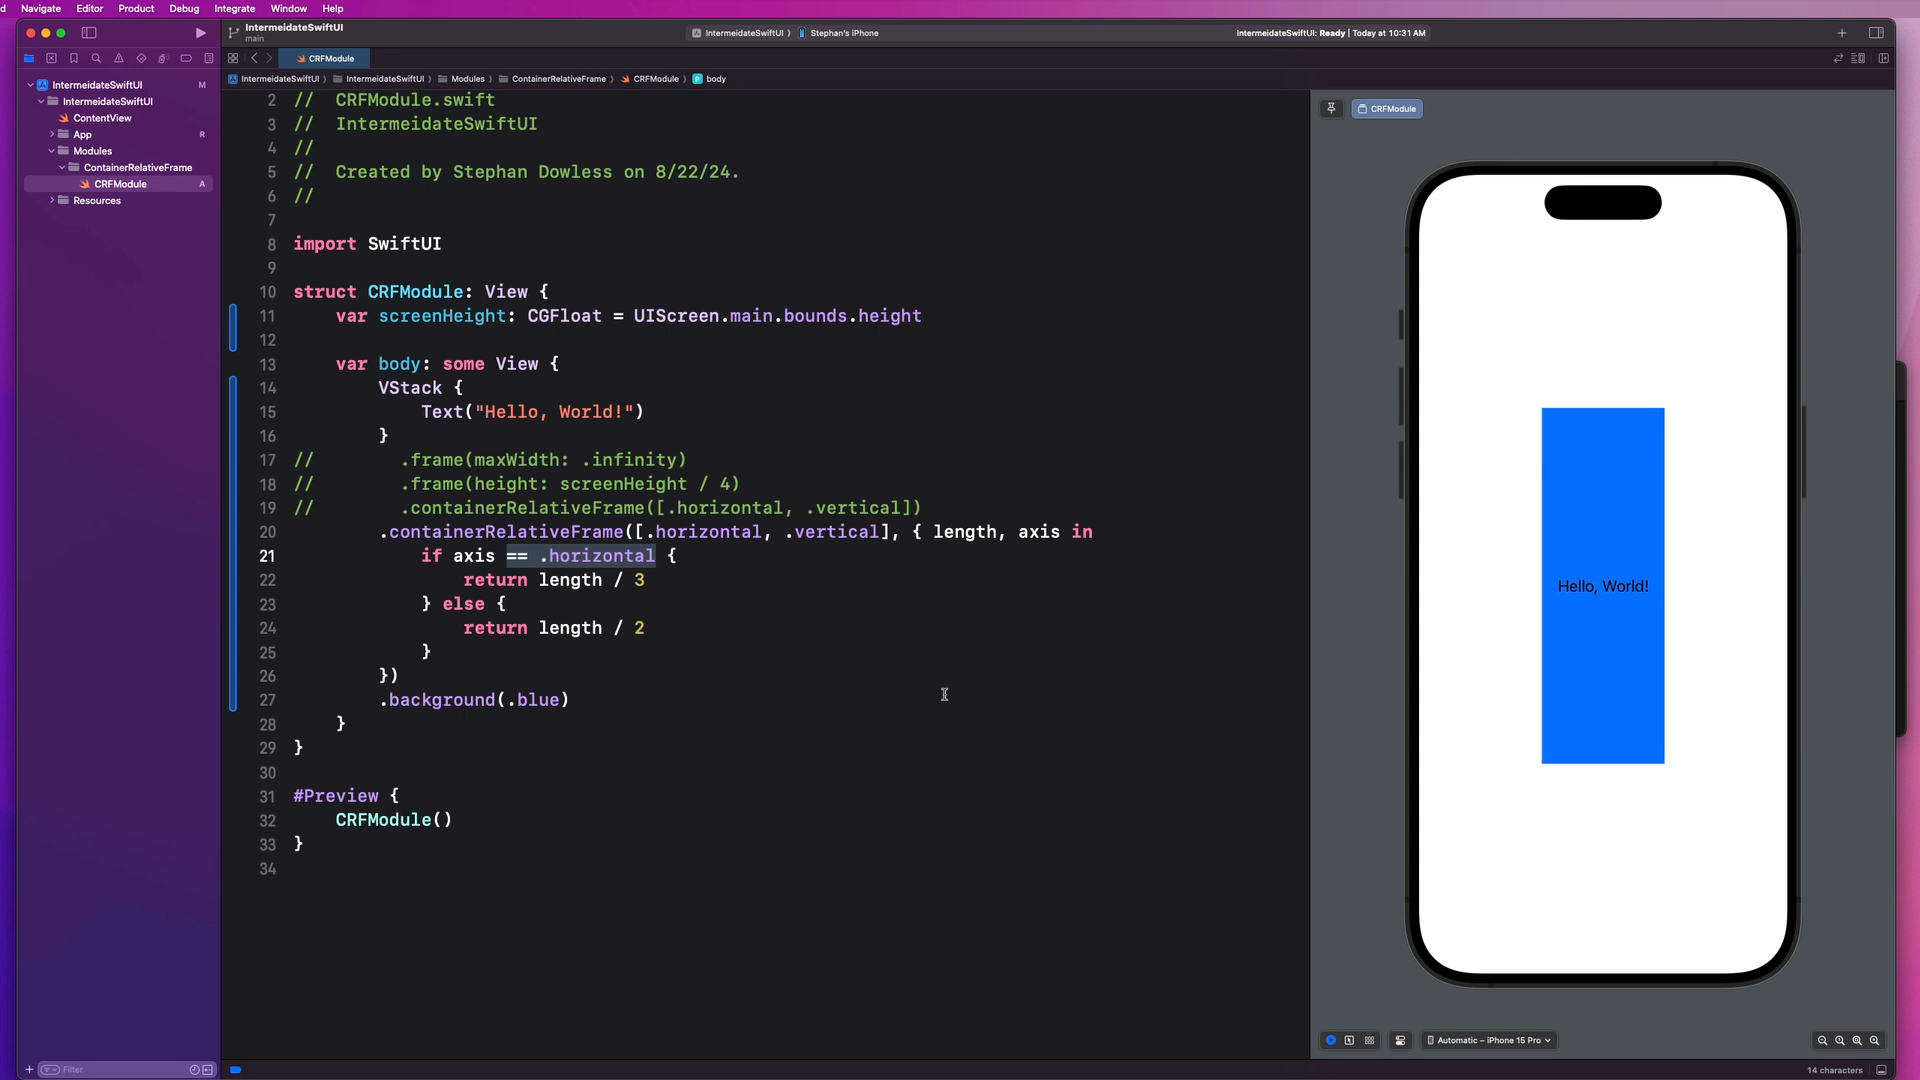 Navigate Editor Product Debug Integrate Window Help
IntermeidateSwiftUI
main
IntermeidateSwiftUI 〉 Stephan's iPhone
IntermeidateSwiftUI: Ready | Today at 10:31 AM
CRFModule
IntermeidateSwiftUI 〉 IntermeidateSwiftUI 〉 Modules 〉 ContainerRelativeFrame 〉 CRFModule 〉 body
IntermeidateSwiftUI M
IntermeidateSwiftUI
ContentView
App R
Modules
ContainerRelativeFrame
CRFModule A
Resources
Filter
2 // CRFModule.swift
3 // IntermeidateSwiftUI
4 //
5 // Created by Stephan Dowless on 8/22/24.
6 //
7
8 import SwiftUI
9
10 struct CRFModule: View {
11 var screenHeight: CGFloat = UIScreen.main.bounds.height
12
13 var body: some View {
14 VStack {
15 Text("Hello, World!")
16 }
17 // .frame(maxWidth: .infinity)
18 // .frame(height: screenHeight / 4)
19 // .containerRelativeFrame([.horizontal, .vertical])
20 .containerRelativeFrame([.horizontal, .vertical], { length, axis in
21 if axis == .horizontal {
22 return length / 3
23 } else {
24 return length / 2
25 }
26 })
27 .background(.blue)
28 }
29 }
30
31 #Preview {
32 CRFModule()
33 }
34
CRFModule
Hello, World!
Automatic – iPhone 15 Pro
14 characters